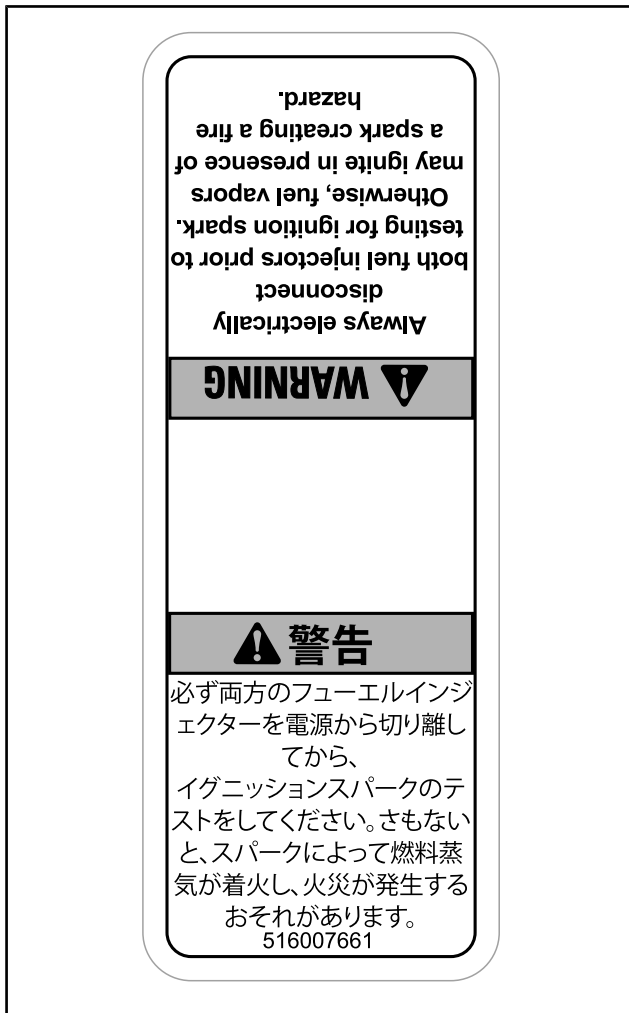 ⚠ WARNING
Always electrically
disconnect
both fuel injectors prior to
testing for ignition spark.
Otherwise, fuel vapors
may ignite in presence of
a spark creating a fire
hazard.
⚠ 警告
必ず両方のフューエルインジ
ェクターを電源から切り離し
てから、
イグニッションスパークのテ
ストをしてください。さもない
と、スパークによって燃料蒸
気が着火し、火災が発生する
おそれがあります。
516007661